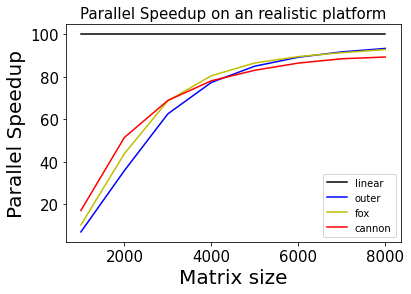 Parallel Speedup on an realistic platform
Parallel Speedup
100
80
60
40
20
linear
outer
fox
cannon
2000 4000 6000 8000
Matrix size